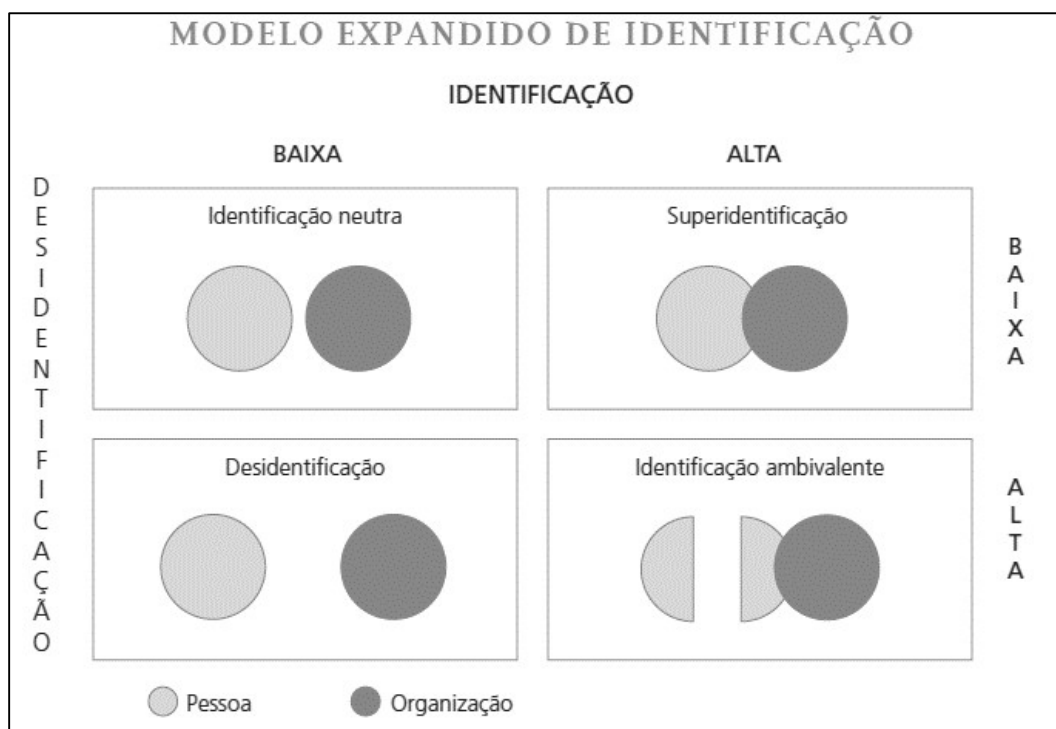 MODELO EXPANDIDO DE IDENTIFICAÇÃO
IDENTIFICAÇÃO
BAIXA ALTA
DESIDENTIFICAÇÃO
Identificação neutra
Superidentificação
BAIXA
Desidentificação
Identificação ambivalente
ALTA
Pessoa
Organização